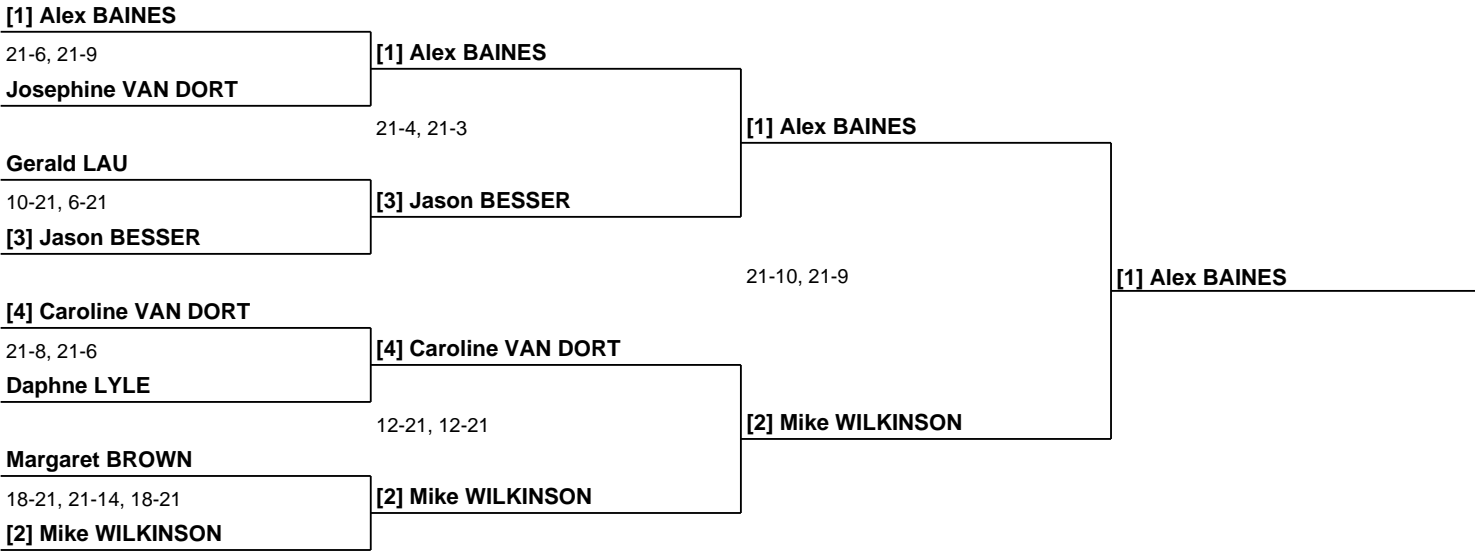 [1] Alex BAINES
21-6, 21-9
[1] Alex BAINES
Josephine VAN DORT
21-4, 21-3
[1] Alex BAINES
Gerald LAU
10-21, 6-21
[3] Jason BESSER
[3] Jason BESSER
21-10, 21-9
[1] Alex BAINES
[4] Caroline VAN DORT
21-8, 21-6
[4] Caroline VAN DORT
Daphne LYLE
12-21, 12-21
[2] Mike WILKINSON
Margaret BROWN
18-21, 21-14, 18-21
[2] Mike WILKINSON
[2] Mike WILKINSON